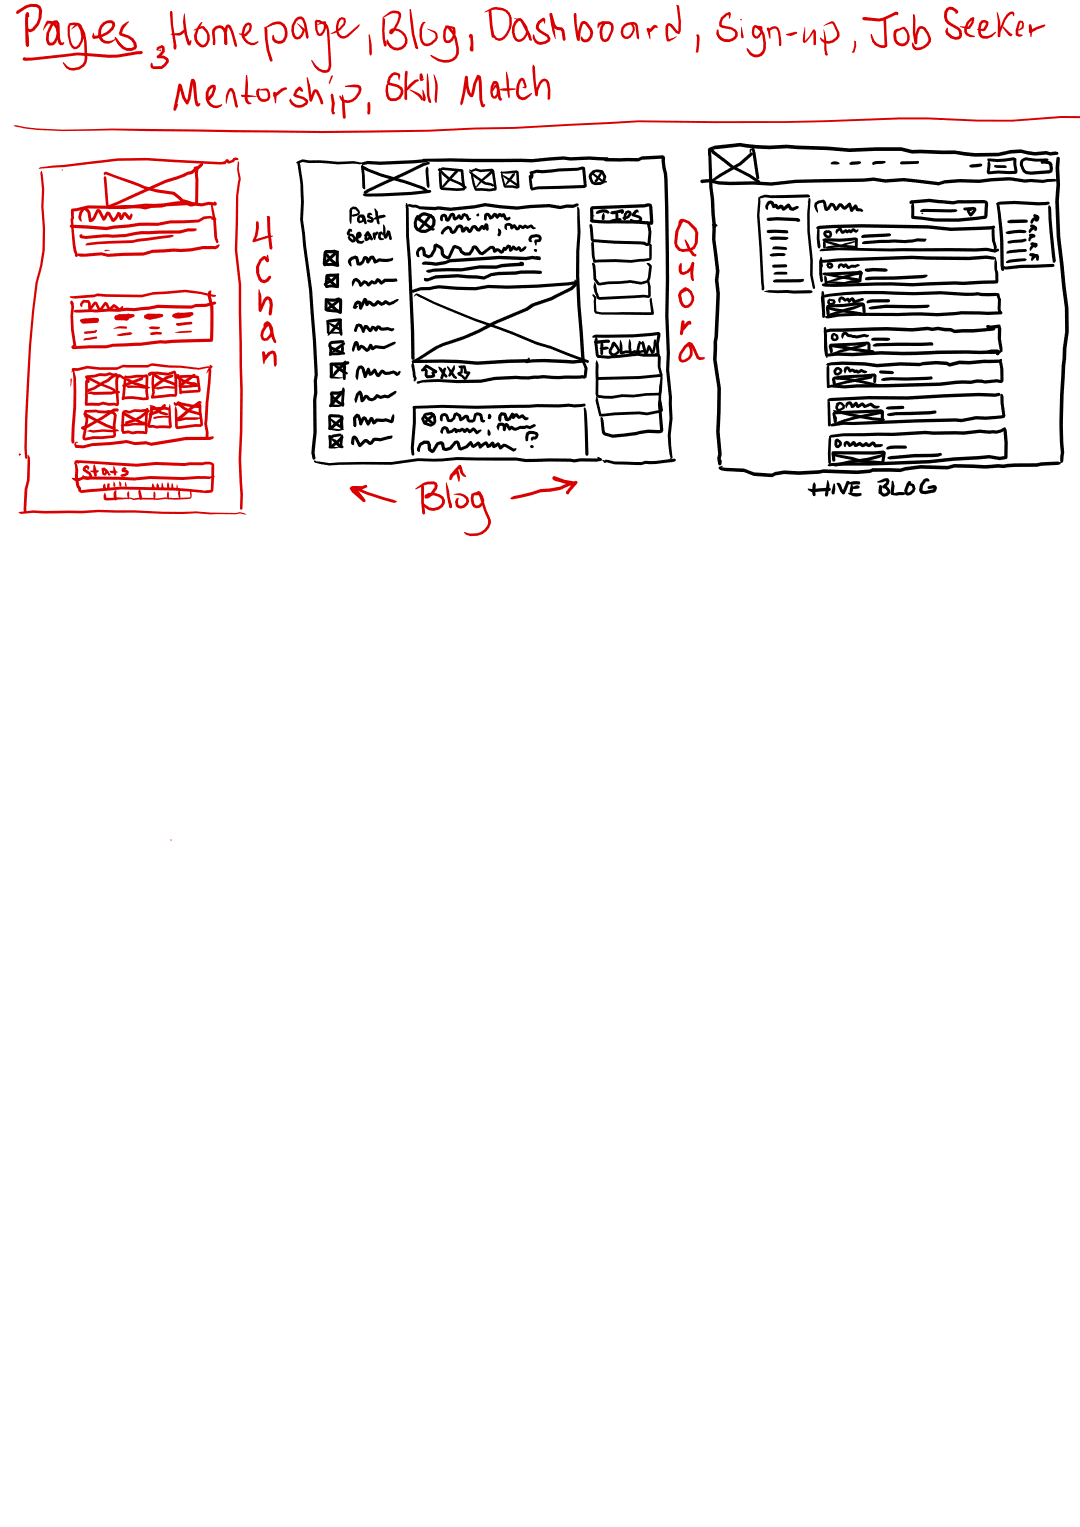 Pages, Homepage, Blog, Dashboard, Sign-up, Job Seeker
Mentorship, Skill Match
4Chan
Stats
Past
Search
TIPS
FOLLOW
XX
?
?
Quora
Blog
HIVE BLOG